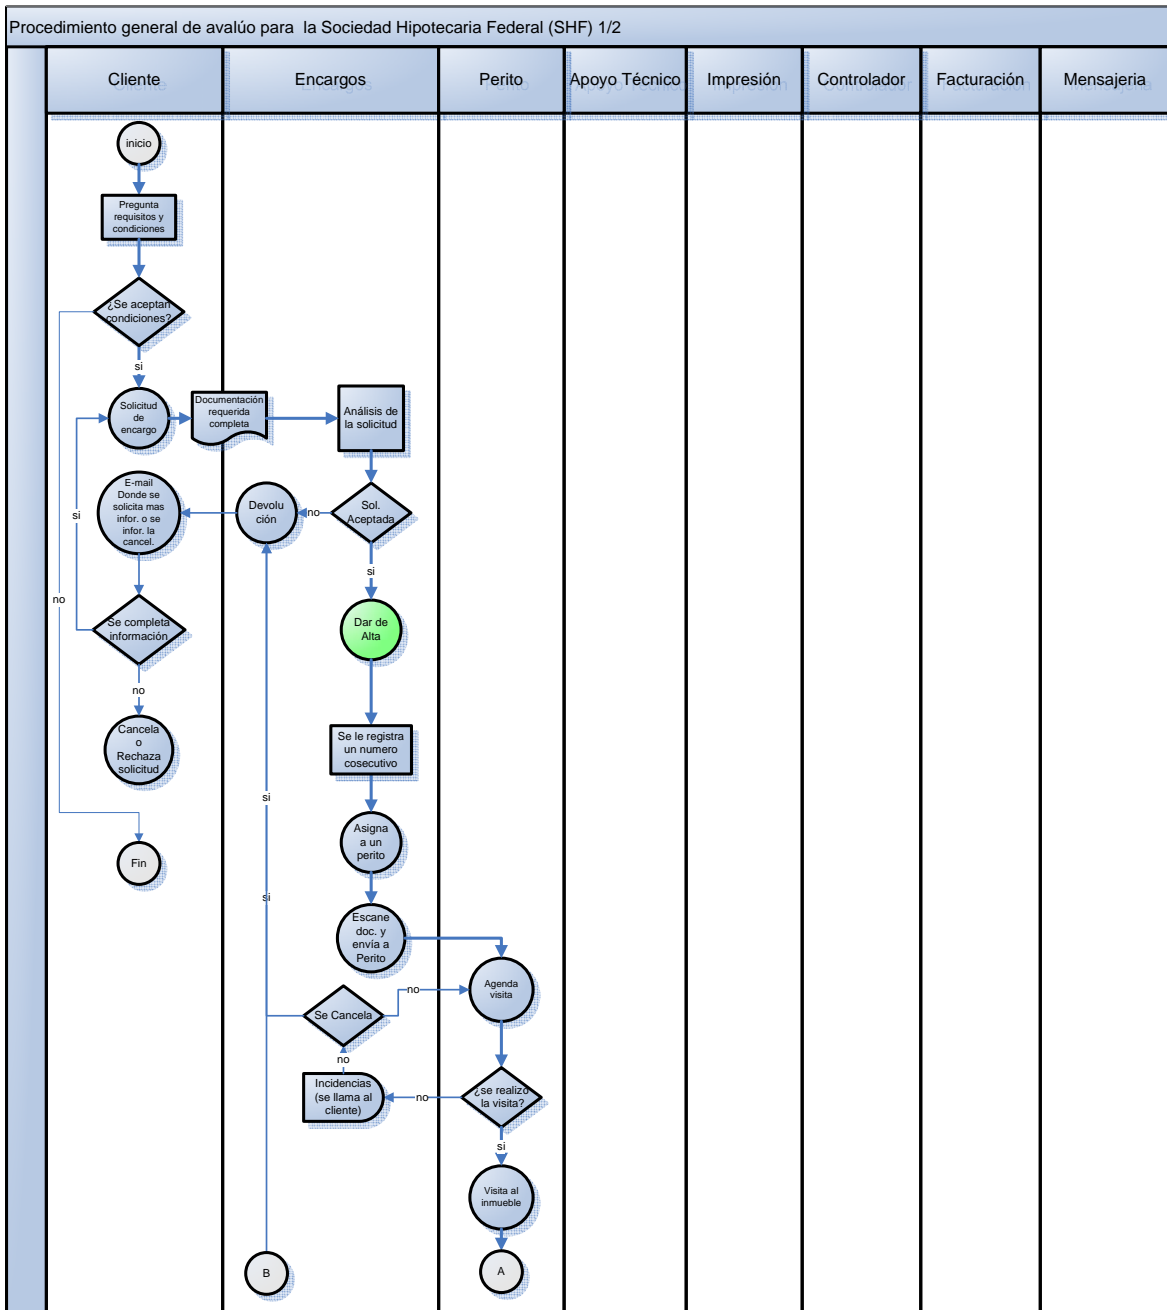 Procedimiento general de avalúo para la Sociedad Hipotecaria Federal (SHF) 1/2
Cliente
Encargos
Perito
Apoyo Técnico
Impresión
Controlador
Facturación
Mensajeria
inicio
Pregunta
requisitos y
condiciones
¿Se aceptan
condiciones?
si
no
Solicitud
de
encargo
Documentación
requerida
completa
Análisis de
la solicitud
Sol.
Aceptada
no
Devolu
ción
E-mail
Donde se
solicita mas
infor. o se
infor. la
cancel.
si
Se completa
información
no
Cancela
o
Rechaza
solicitud
Fin
si
Dar de
Alta
Se le registra
un numero
cosecutivo
Asigna
a un
perito
Escane
doc. y
envía a
Perito
Agenda
visita
no
Se Cancela
si
si
no
Incidencias
(se llama al
cliente)
no
¿se realizo
la visita?
si
Visita al
inmueble
B
A